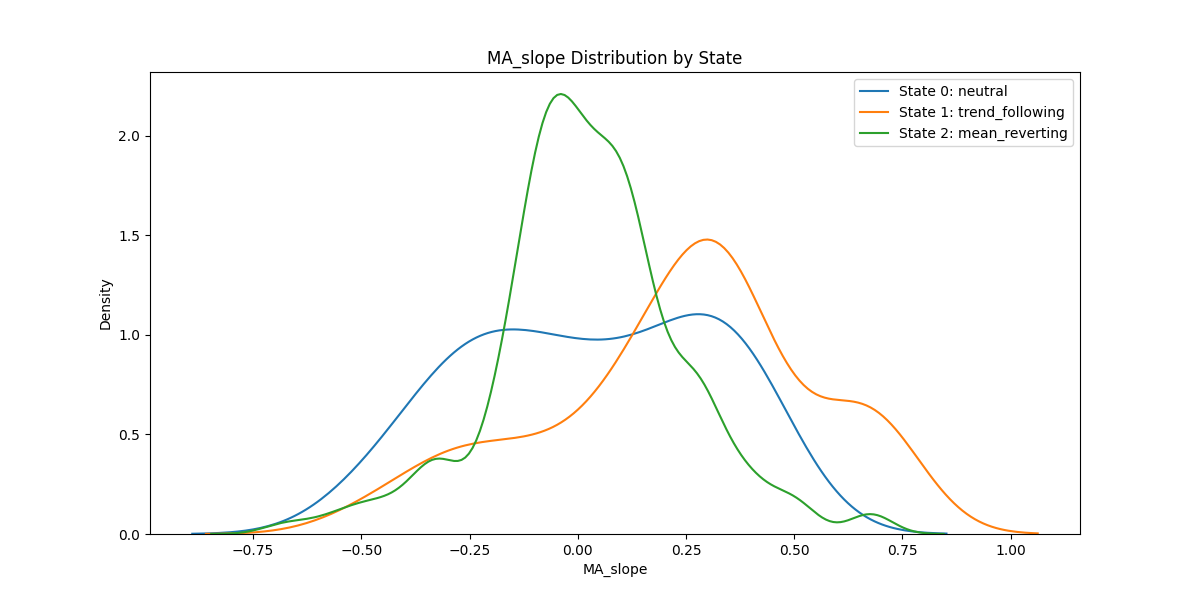 MA_slope Distribution by State
State 0: neutral
State 1: trend_following
State 2: mean_reverting
Density
2.0
1.5
1.0
0.5
0.0
−0.75 −0.50 −0.25 0.00 0.25 0.50 0.75 1.00
MA_slope